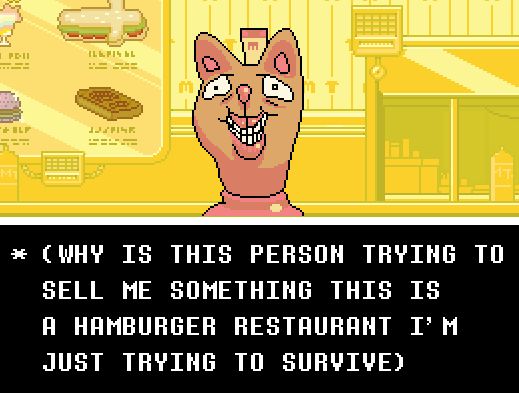 M
* (WHY IS THIS PERSON TRYING TO
SELL ME SOMETHING THIS IS
A HAMBURGER RESTAURANT I'M
JUST TRYING TO SURVIVE)